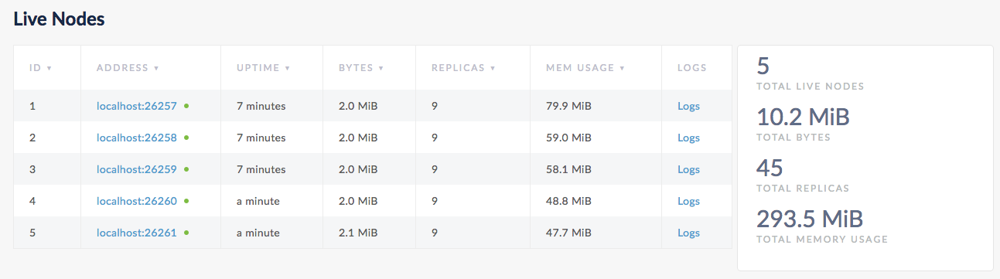 Live Nodes
ID ▼ ADDRESS ▼ UPTIME ▼ BYTES ▼ REPLICAS ▼ MEM USAGE ▼ LOGS
1 localhost:26257 7 minutes 2.0 MiB 9 79.9 MiB Logs
2 localhost:26258 7 minutes 2.0 MiB 9 59.0 MiB Logs
3 localhost:26259 7 minutes 2.0 MiB 9 58.1 MiB Logs
4 localhost:26260 a minute 2.0 MiB 9 48.8 MiB Logs
5 localhost:26261 a minute 2.1 MiB 9 47.7 MiB Logs
5
TOTAL LIVE NODES
10.2 MiB
TOTAL BYTES
45
TOTAL REPLICAS
293.5 MiB
TOTAL MEMORY USAGE